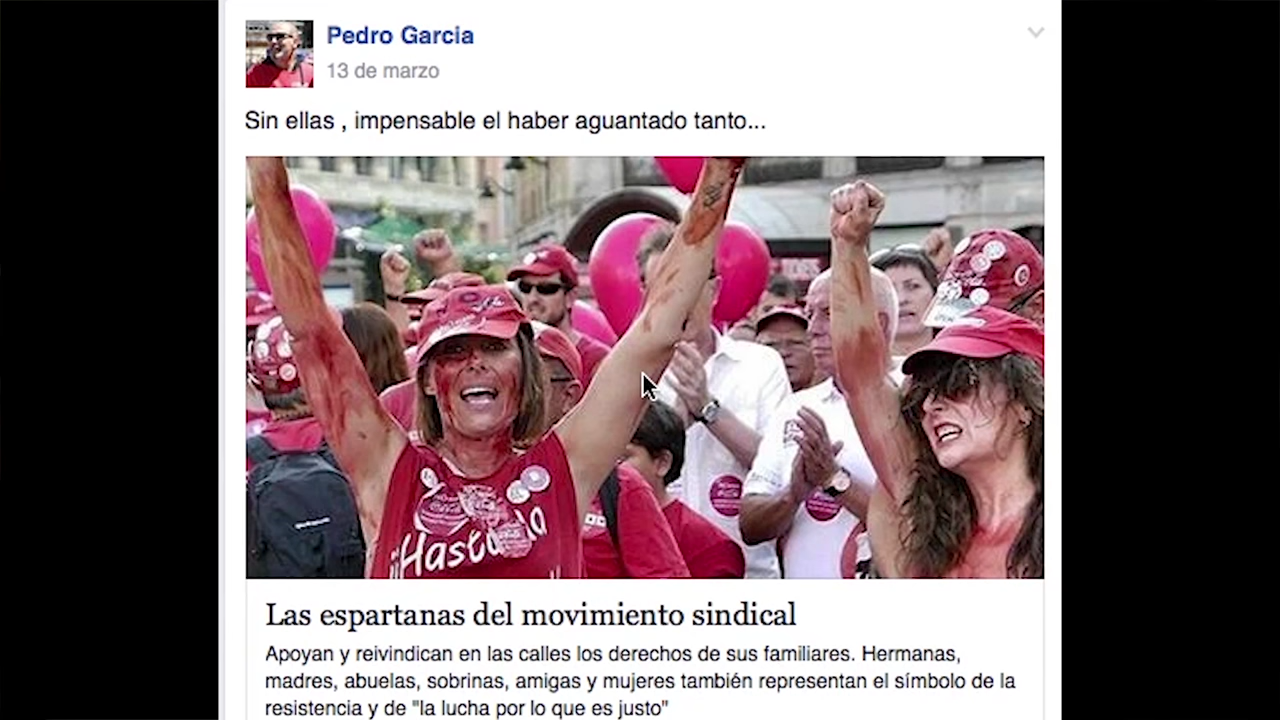 Pedro Garcia
13 de marzo
Sin ellas , impensable el haber aguantado tanto...
¡¡Hasta la
Las espartanas del movimiento sindical
Apoyan y reivindican en las calles los derechos de sus familiares. Hermanas,
madres, abuelas, sobrinas, amigas y mujeres también representan el símbolo de la
resistencia y de "la lucha por lo que es justo"